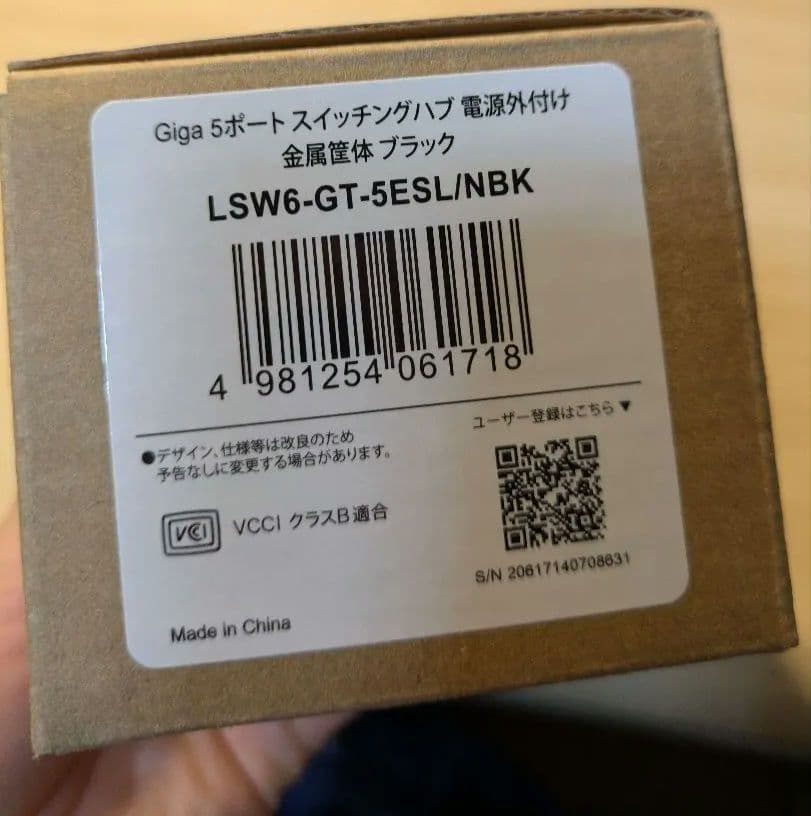 Giga 5ポート スイッチングハブ 電源外付け
金属筐体 ブラック
LSW6-GT-5ESL/NBK
4 981254 061718
ユーザー登録はこちら ▼
●デザイン、仕様等は改良のため
予告なしに変更する場合があります。
VCCI VCCI クラスB適合
S/N 20617140708631
Made in China